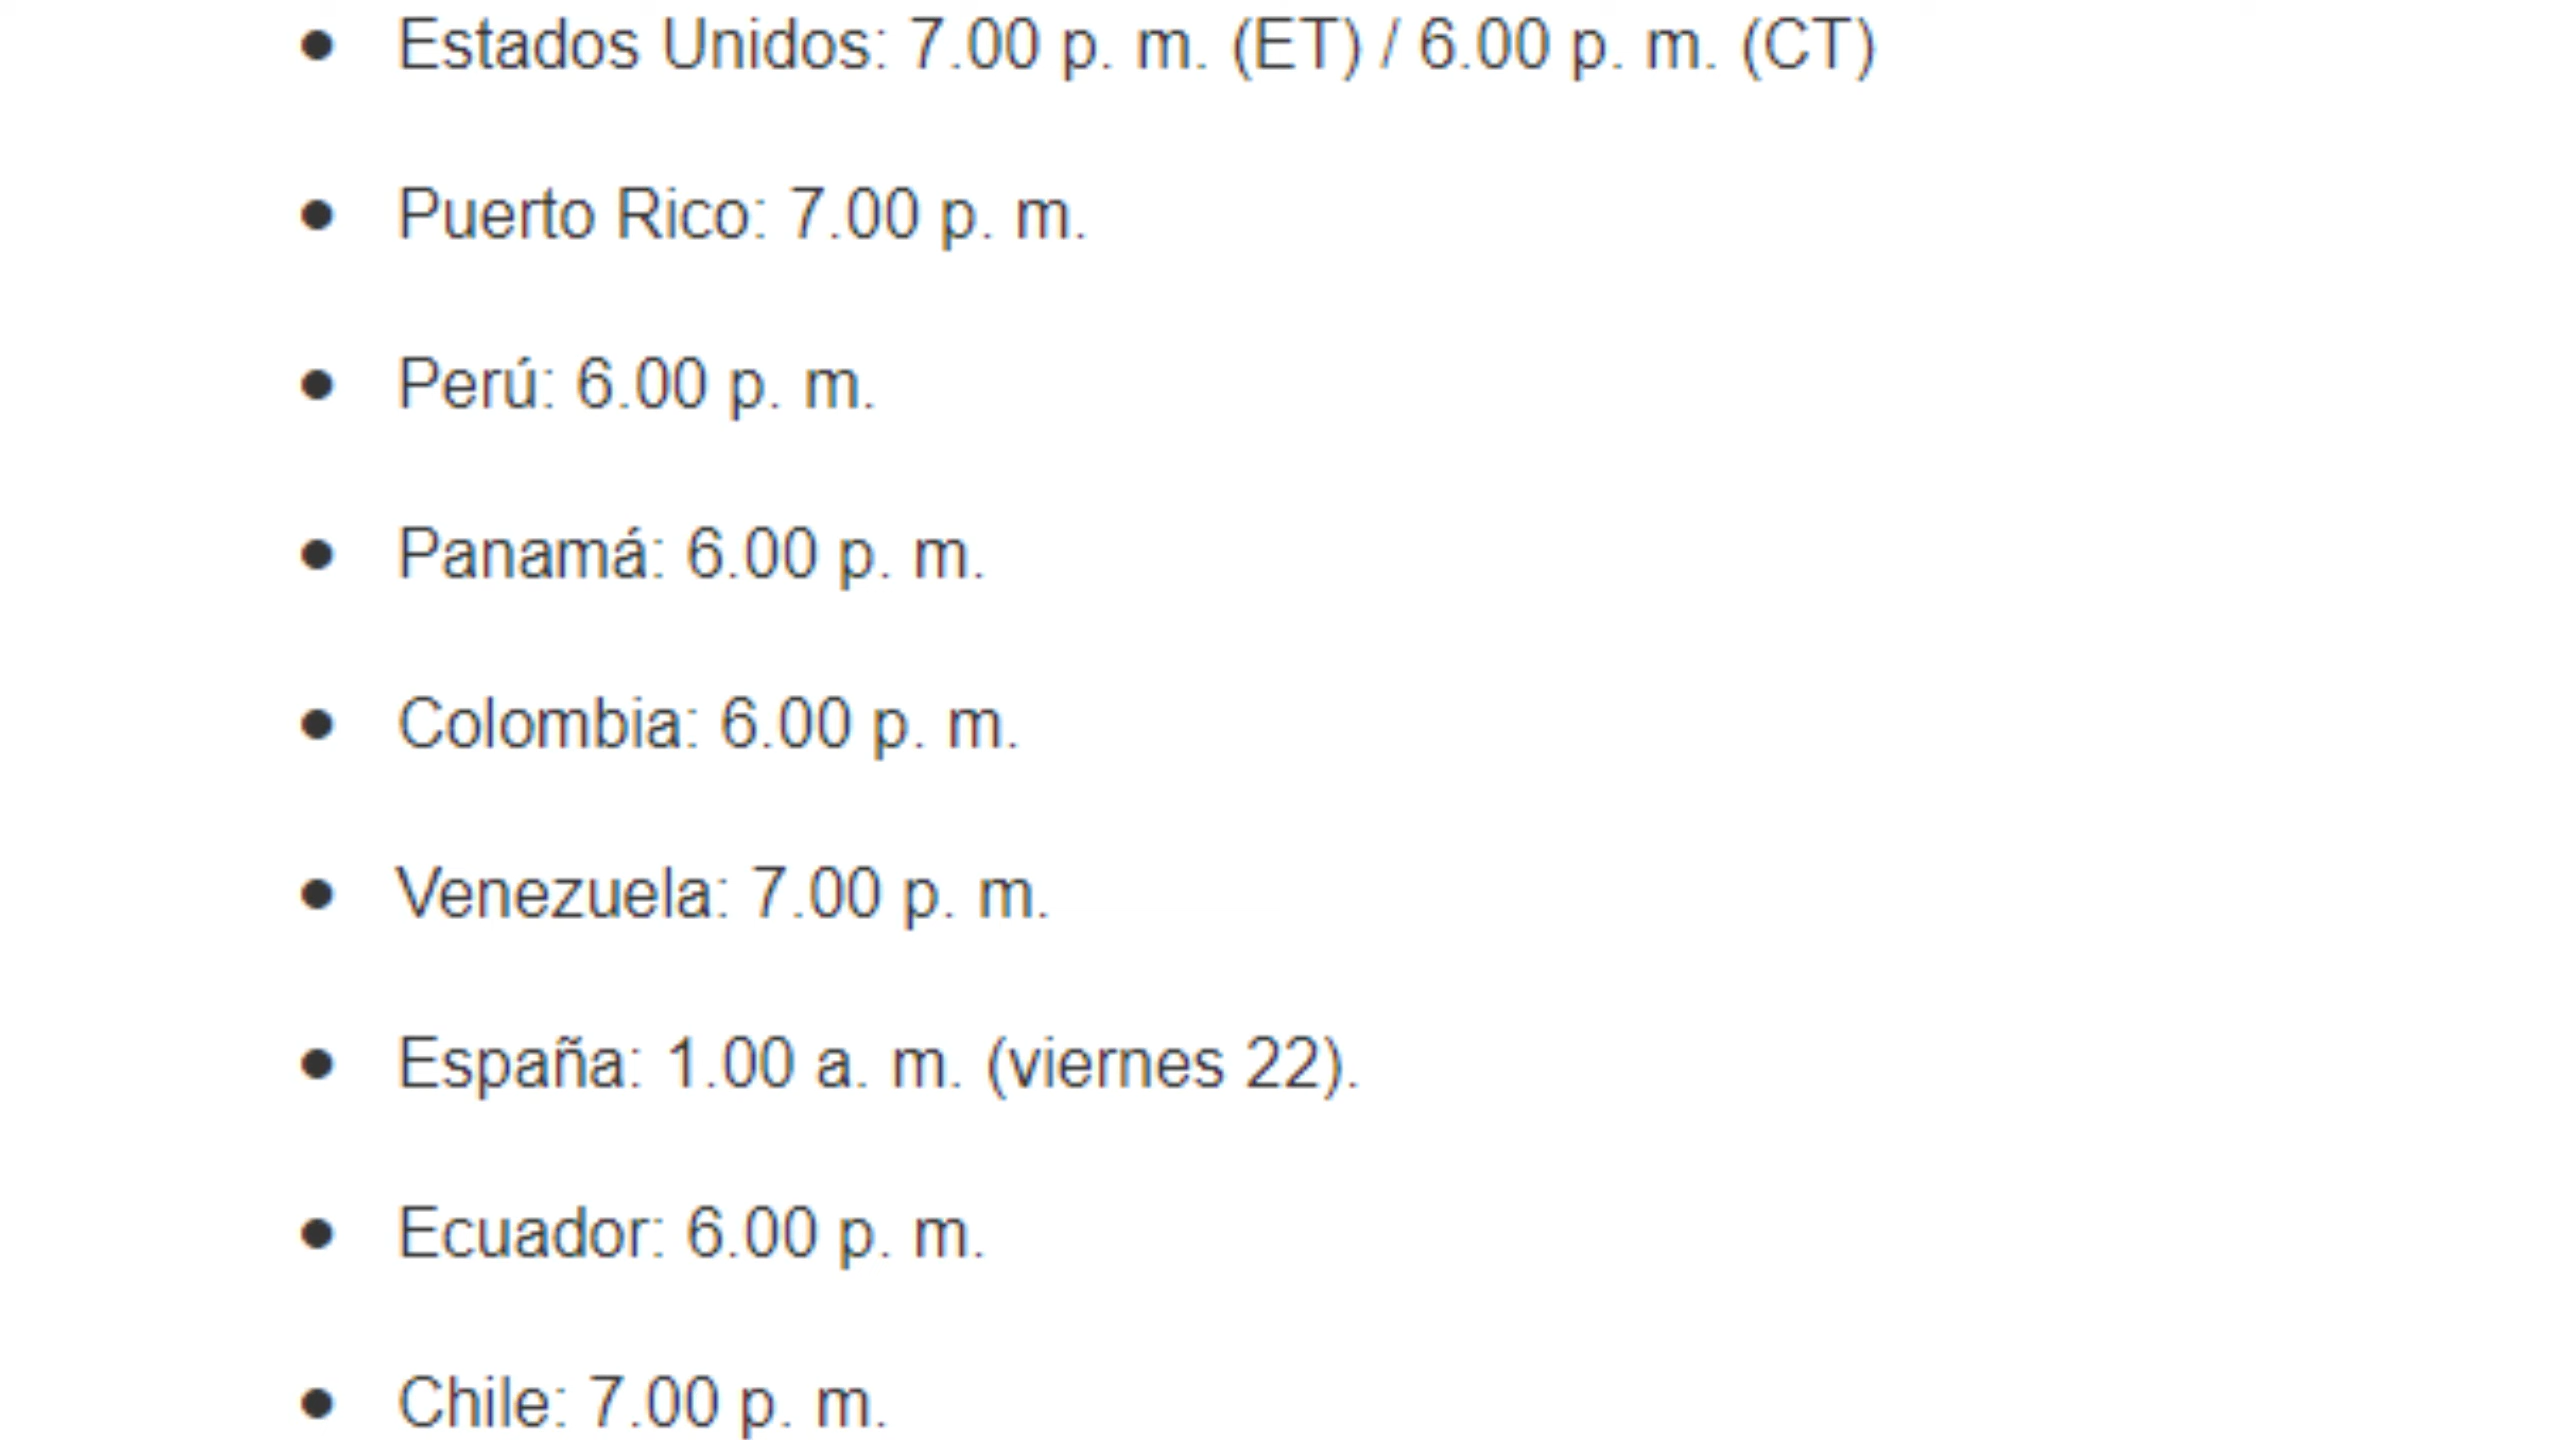 • Estados Unidos: 7.00 p. m. (ET) / 6.00 p. m. (CT)
• Puerto Rico: 7.00 p. m.
• Perú: 6.00 p. m.
• Panamá: 6.00 p. m.
• Colombia: 6.00 p. m.
• Venezuela: 7.00 p. m.
• España: 1.00 a. m. (viernes 22).
• Ecuador: 6.00 p. m.
• Chile: 7.00 p. m.